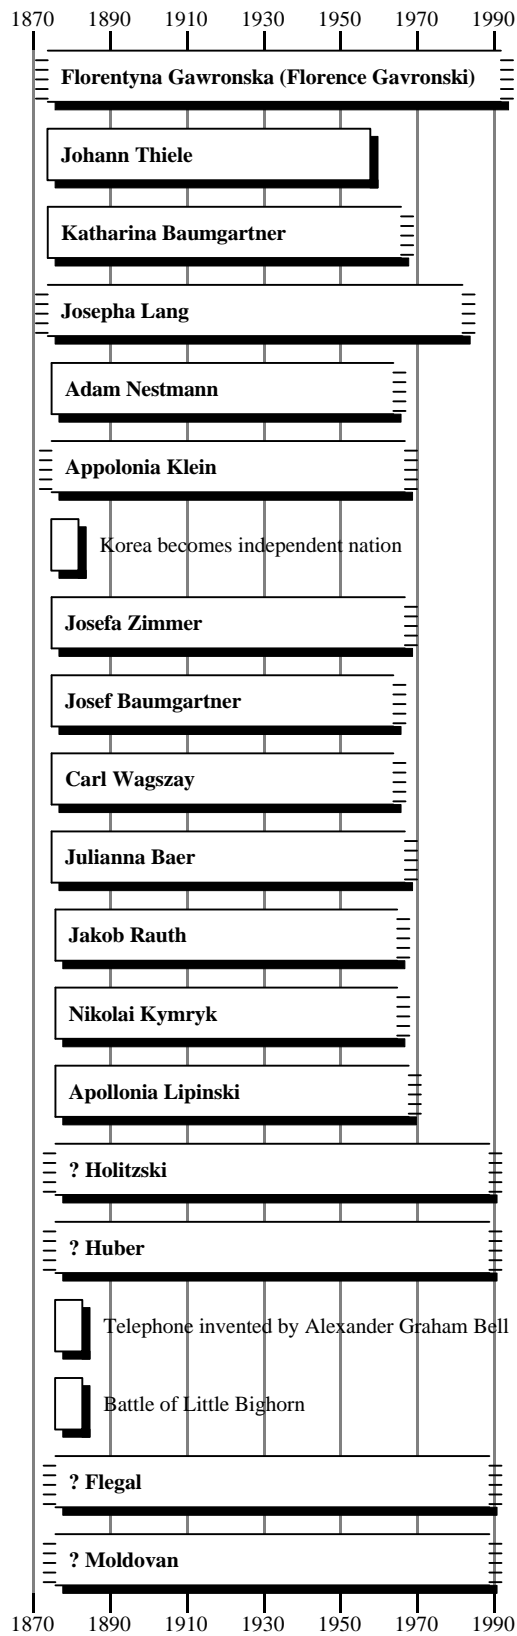 1870 1890 1910 1930 1950 1970 1990
Florentyna Gawronska (Florence Gavronski)
Johann Thiele
Katharina Baumgartner
Josepha Lang
Adam Nestmann
Appolonia Klein
Korea becomes independent nation
Josefa Zimmer
Josef Baumgartner
Carl Wagszay
Julianna Baer
Jakob Rauth
Nikolai Kymryk
Apollonia Lipinski
? Holitzski
? Huber
Telephone invented by Alexander Graham Bell
Battle of Little Bighorn
? Flegal
? Moldovan
1870 1890 1910 1930 1950 1970 1990